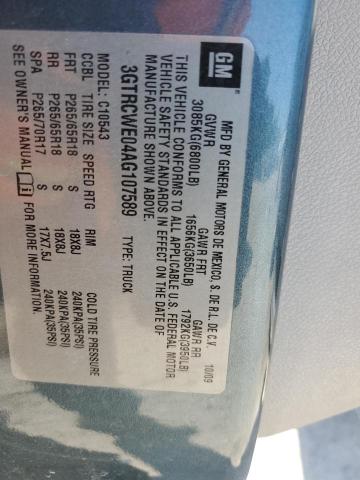 GM
MFD BY GENERAL MOTORS DE MEXICO, S. DE R.L. DE C.V.
10/09
GVWR GAWR FRT GAWR RR
3085KG(6800LB) 1656KG(3650LB) 1792KG(3950LB)
THIS VEHICLE CONFORMS TO ALL APPLICABLE U.S. FEDERAL MOTOR
VEHICLE SAFETY STANDARDS IN EFFECT ON THE DATE OF
MANUFACTURE SHOWN ABOVE.
3GTRCWE04AG107589 TYPE: TRUCK
MODEL: C10543
CCBL TIRE SIZE SPEED RTG RIM COLD TIRE PRESSURE
FRT P265/65R18 S 18X8J 240KPA(35PSI)
RR P265/65R18 S 18X8J 240KPA(35PSI)
SPA P265/70R17 S 17X7.5J 240KPA(35PSI)
SEE OWNER'S MANUAL FOR MORE INFORMATION.